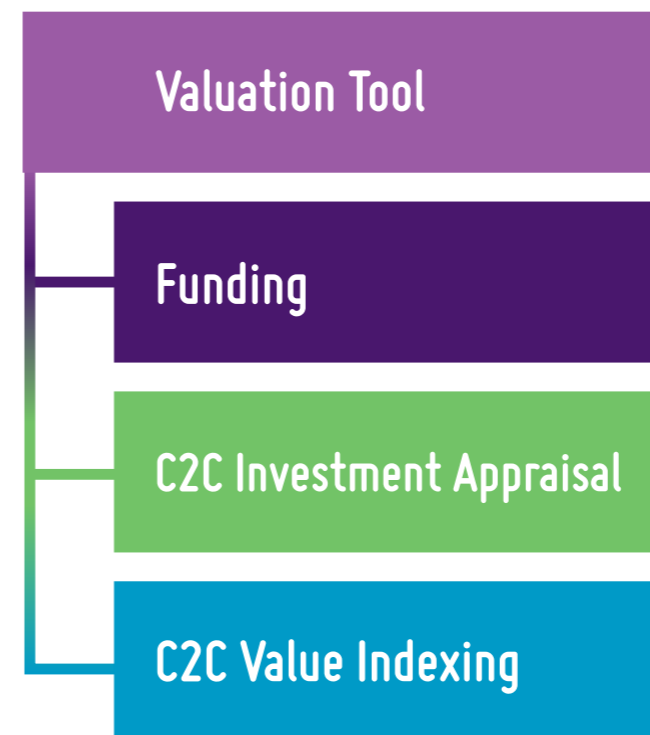 Valuation Tool
Funding
C2C Investment Appraisal
C2C Value Indexing